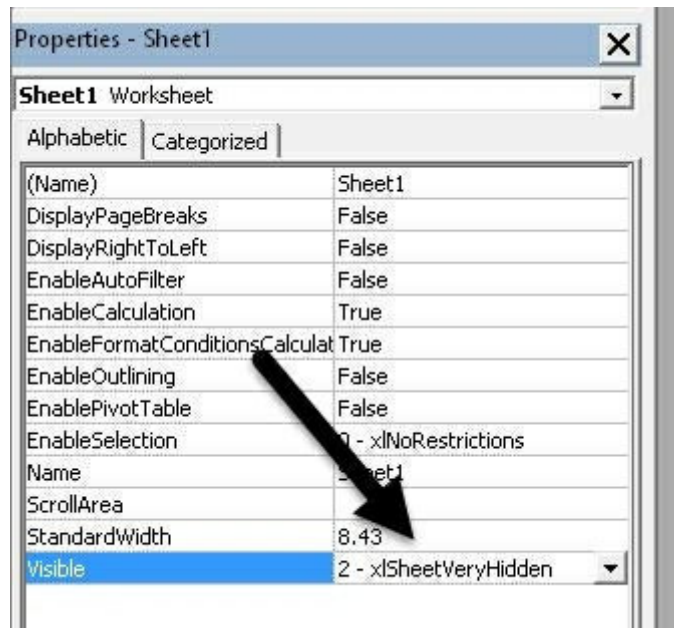 Properties - Sheet1
Sheet1 Worksheet
Alphabetic Categorized
(Name) Sheet1
DisplayPageBreaks False
DisplayRightToLeft False
EnableAutoFilter False
EnableCalculation True
EnableFormatConditionsCalculat True
EnableOutlining False
EnablePivotTable False
EnableSelection - xlNoRestrictions
Name Sheet1
ScrollArea
StandardWidth 8.43
Visible 2 - xlSheetVeryHidden